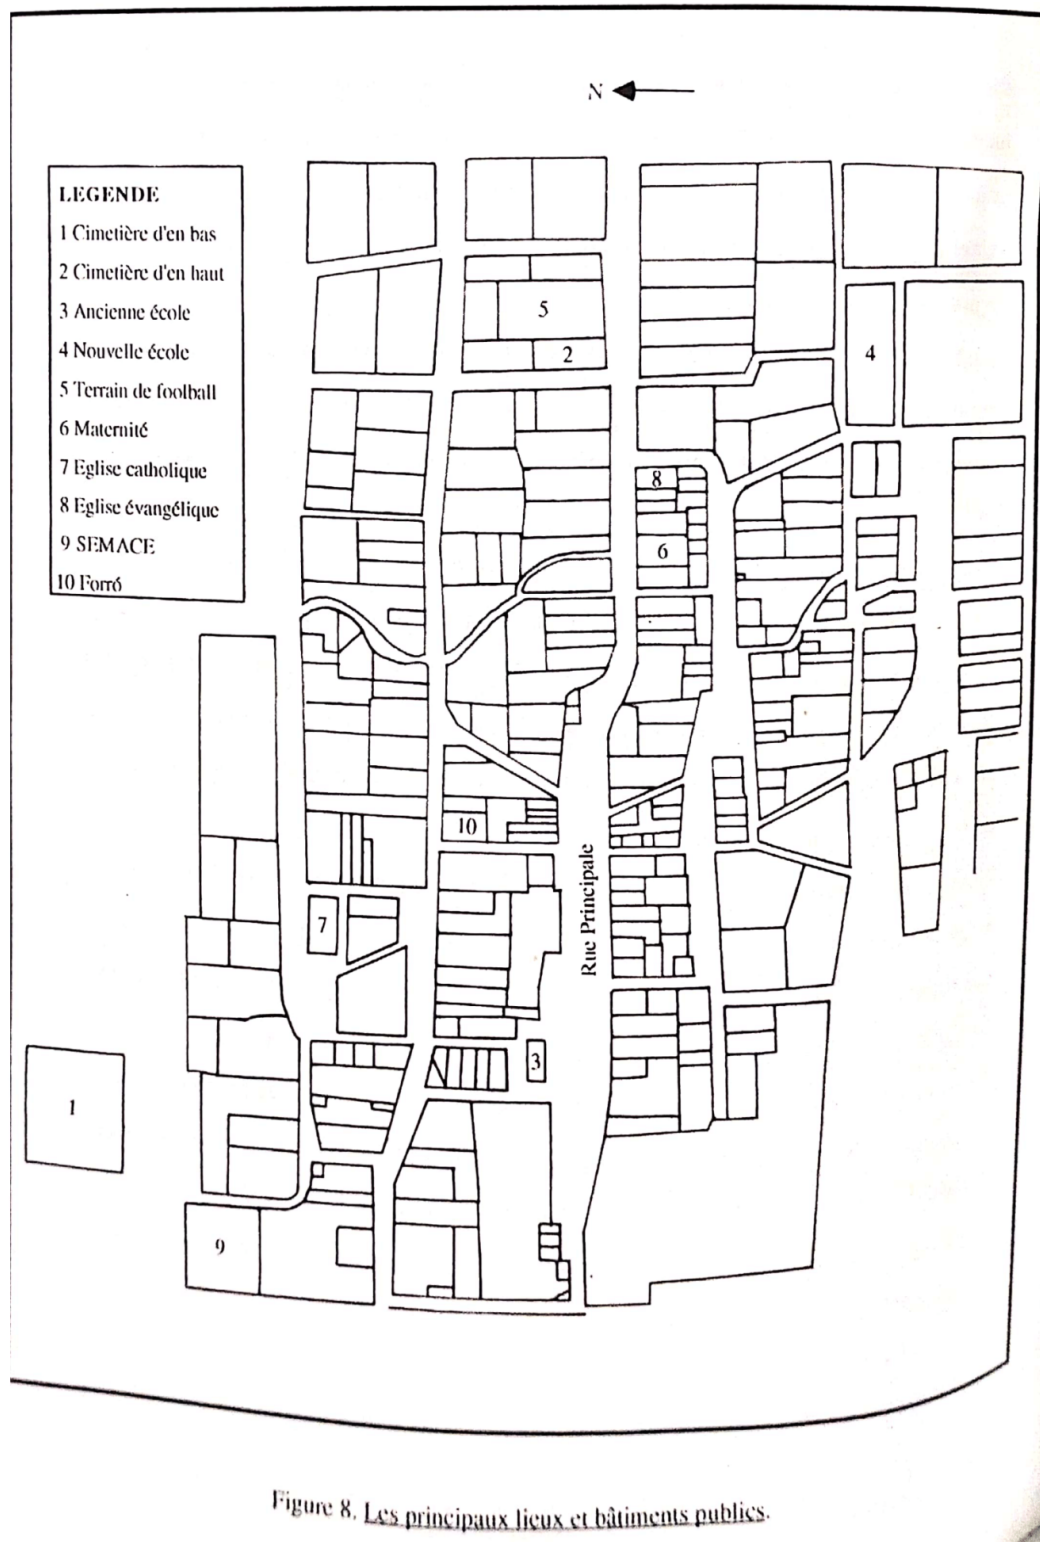 N
LEGENDE
1 Cimetière d'en bas
2 Cimetière d'en haut
3 Ancienne école
4 Nouvelle école
5 Terrain de foolball
6 Maternité
7 Eglise catholique
8 Eglise évangélique
9 SEMACE
10 Forró
5
2
4
8
6
10
Rue Principale
7
3
1
9
Figure 8. Les principaux lieux et bâtiments publics.